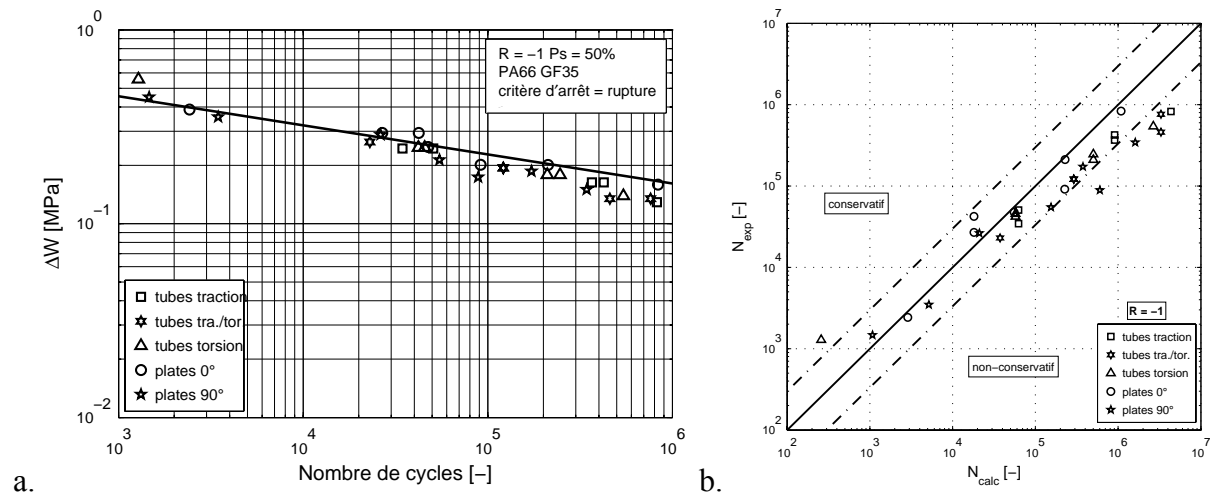 10^0
R = −1 Ps = 50%
PA66 GF35
critère d'arrêt = rupture
ΔW [MPa]
10^−1
tubes traction
tubes tra./tor
tubes torsion
plates 0°
plates 90°
10^−2
10^3
10^4
10^5
10^6
Nombre de cycles [−]
a.
10^7
10^6
10^5
10^4
10^3
10^2
N_exp [−]
conservatif
non−conservatif
R = −1
tubes traction
tubes tra./tor.
tubes torsion
plates 0°
plates 90°
10^2
10^3
10^4
10^5
10^6
10^7
N_calc [−]
b.